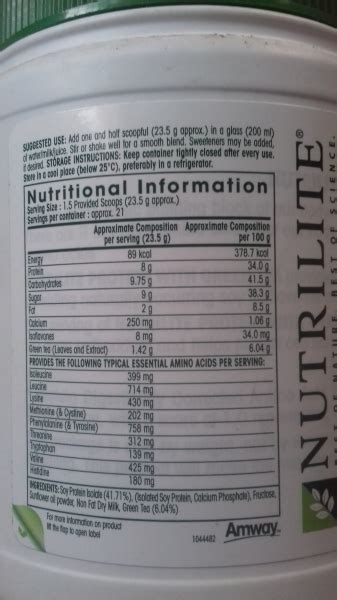 SUGGESTED USE: Add one and half scoopful (23.5 g approx.) in a glass (200 ml)
of water/milk/juice. Stir or shake well for a smooth blend. Sweeteners may be added,
if desired. STORAGE INSTRUCTIONS: Keep container tightly closed after every use.
Store in a cool place (below 25°C), preferably in a refrigerator.
Nutritional Information
Serving Size : 1.5 Provided Scoops (23.5 g approx.)
Servings per container : approx. 21
Approximate Composition per serving (23.5 g) Approximate Composition per 100 g
Energy 89 kcal 378.7 kcal
Protein 8 g 34.0 g
Carbohydrates 9.75 g 41.5 g
Sugar 9 g 38.3 g
Fat 2 g 8.5 g
Calcium 250 mg 1.06 g
Isoflavones 8 mg 34.0 mg
Green tea (Leaves and Extract) 1.42 g 6.04 g
PROVIDES THE FOLLOWING TYPICAL ESSENTIAL AMINO ACIDS PER SERVING:
Isoleucine 399 mg
Leucine 714 mg
Lysine 430 mg
Methionine (& Cystine) 202 mg
Phenylalanine (& Tyrosine) 758 mg
Threonine 312 mg
Tryptophan 139 mg
Valine 425 mg
Histidine 180 mg
INGREDIENTS: Soy Protein Isolate (41.71%), (Isolated Soy Protein, Calcium Phosphate), Fructose,
Sunflower oil powder, Non Fat Dry Milk, Green Tea (6.04%)
For more information on product
lift the flap to open label
1044482 Amway
NUTRILITE®
BEST OF NATURE BEST OF SCIENCE